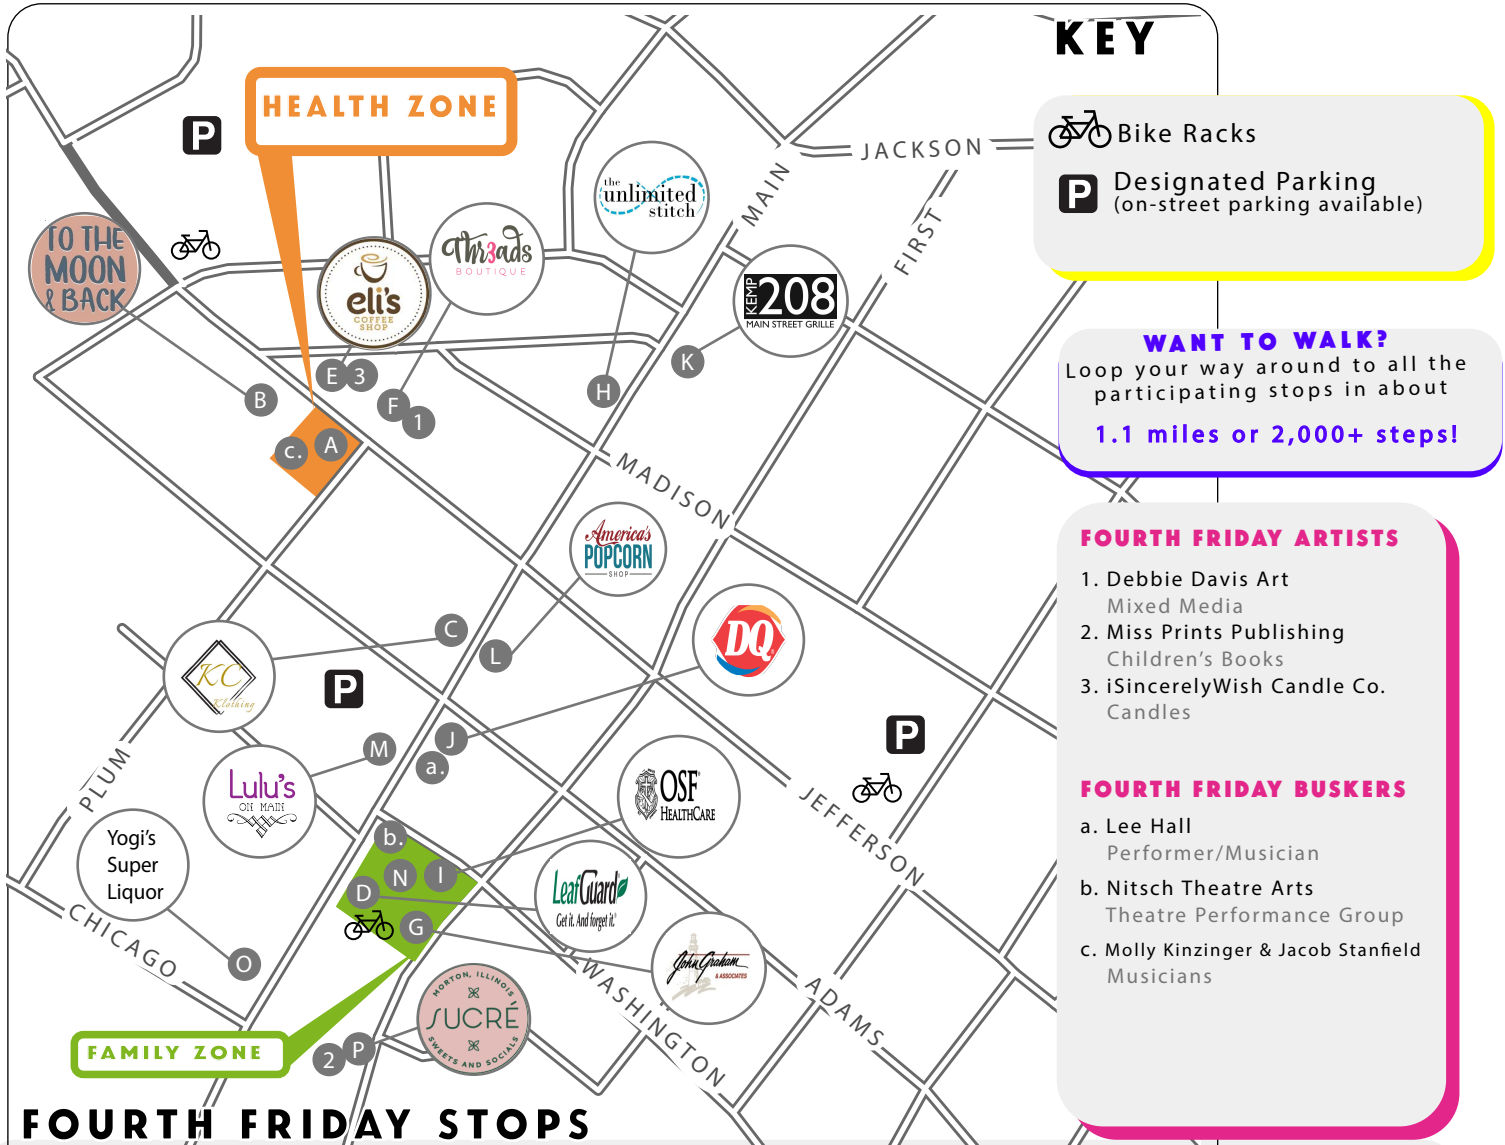 KEY
HEALTH ZONE
P
JACKSON
MAIN
FIRST
Bike Racks
P
Designated Parking
(on-street parking available)
the
unlimited
stitch
TO THE
MOON
& BACK
Thr3ads
BOUTIQUE
eli's
COFFEE
SHOP
KEMP
208
MAIN STREET GRILLE
WANT TO WALK?
Loop your way around to all the
participating stops in about
1.1 miles or 2,000+ steps!
E
3
K
B
F
1
H
c.
A
MADISON
America's
POPCORN
SHOP
FOURTH FRIDAY ARTISTS
1. Debbie Davis Art
Mixed Media
2. Miss Prints Publishing
Children's Books
3. iSincerelyWish Candle Co.
Candles
C
L
DQ
KC
Klothing
P
P
J
a.
M
PLUM
Lulu's
ON MAIN
OSF
HEALTHCARE
JEFFERSON
FOURTH FRIDAY BUSKERS
a. Lee Hall
Performer/Musician
b. Nitsch Theatre Arts
Theatre Performance Group
c. Molly Kinzinger & Jacob Stanfield
Musicians
Yogi's
Super
Liquor
b.
N
I
D
G
LeafGuard
Get it. And forget it.
CHICAGO
O
John Graham
& ASSOCIATES
WASHINGTON
ADAMS
MORTON, ILLINOIS
SUCRÉ
SWEETS AND SOCIALS
FAMILY ZONE
2
P
FOURTH FRIDAY STOPS